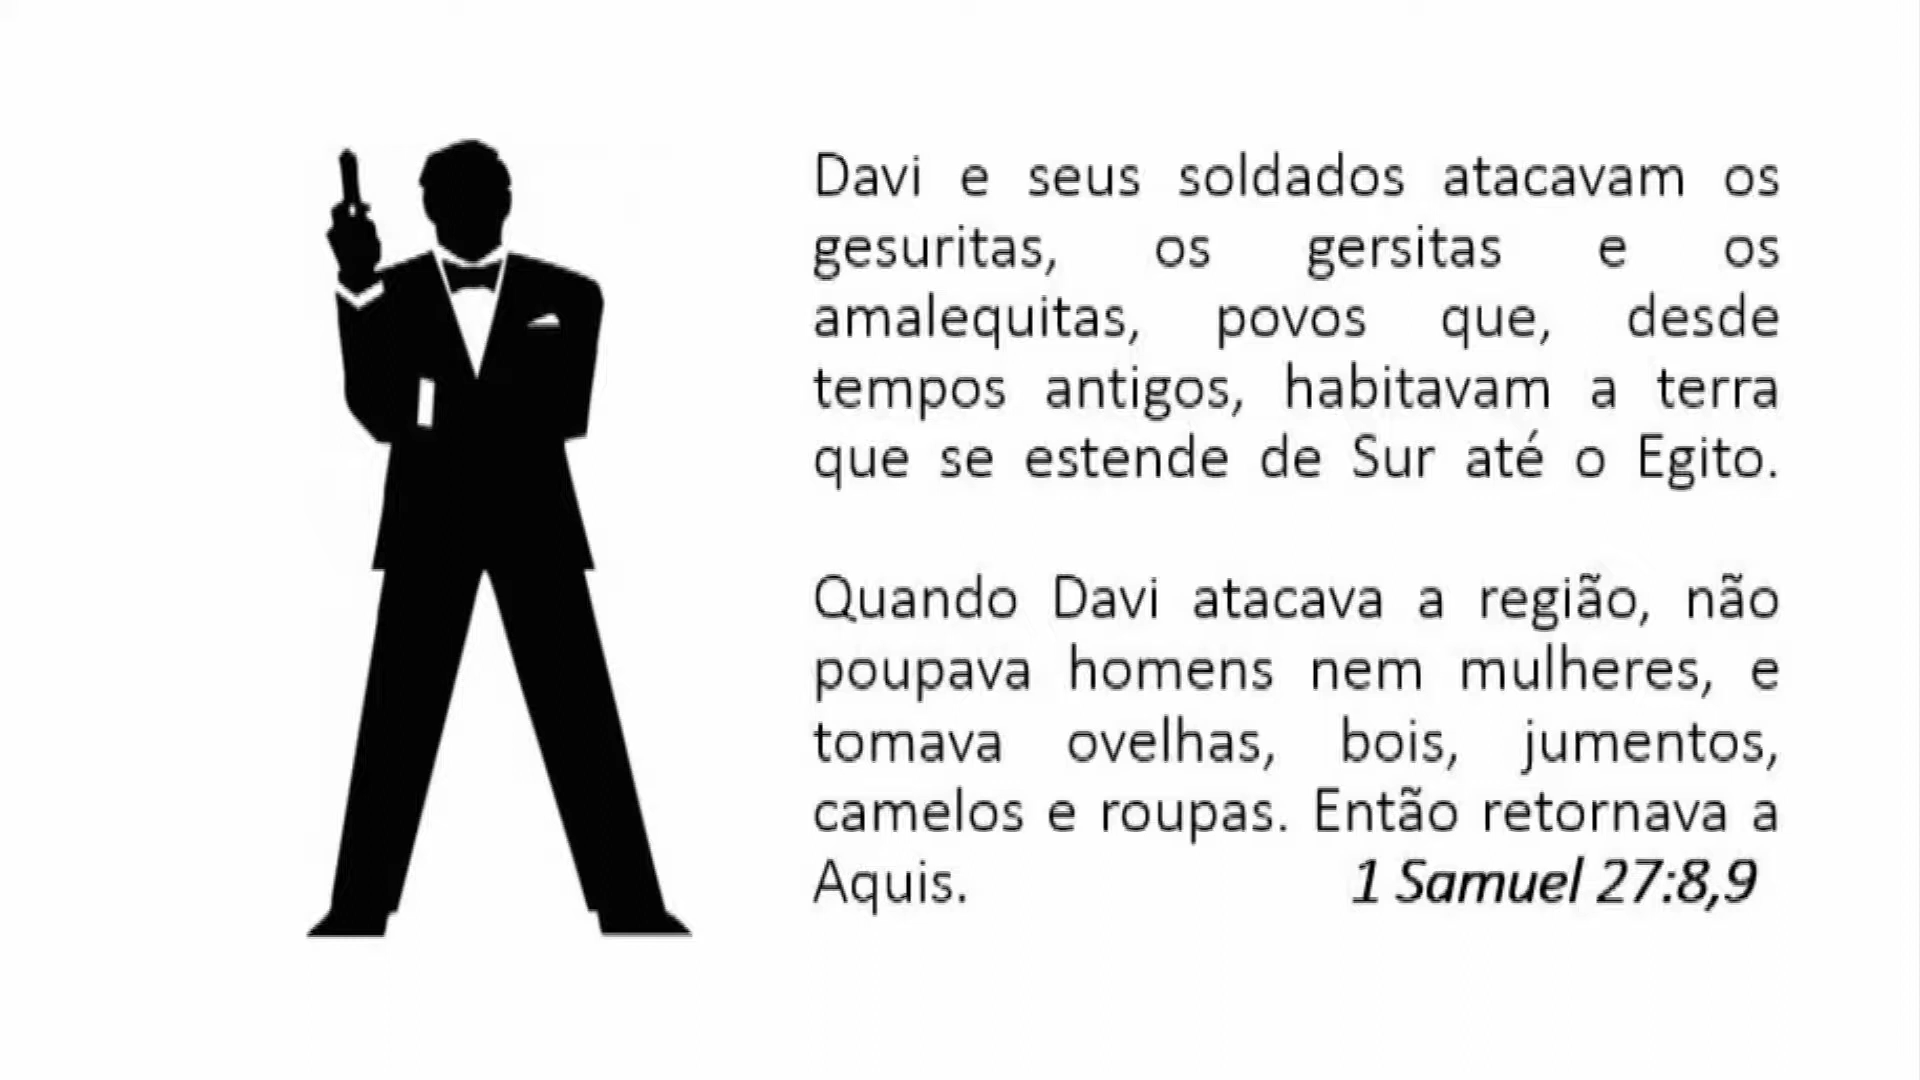 Davi e seus soldados atacavam os
gesuritas, os gersitas e os
amalequitas, povos que, desde
tempos antigos, habitavam a terra
que se estende de Sur até o Egito.
Quando Davi atacava a região, não
poupava homens nem mulheres, e
tomava ovelhas, bois, jumentos,
camelos e roupas. Então retornava a
Aquis. 1 Samuel 27:8,9